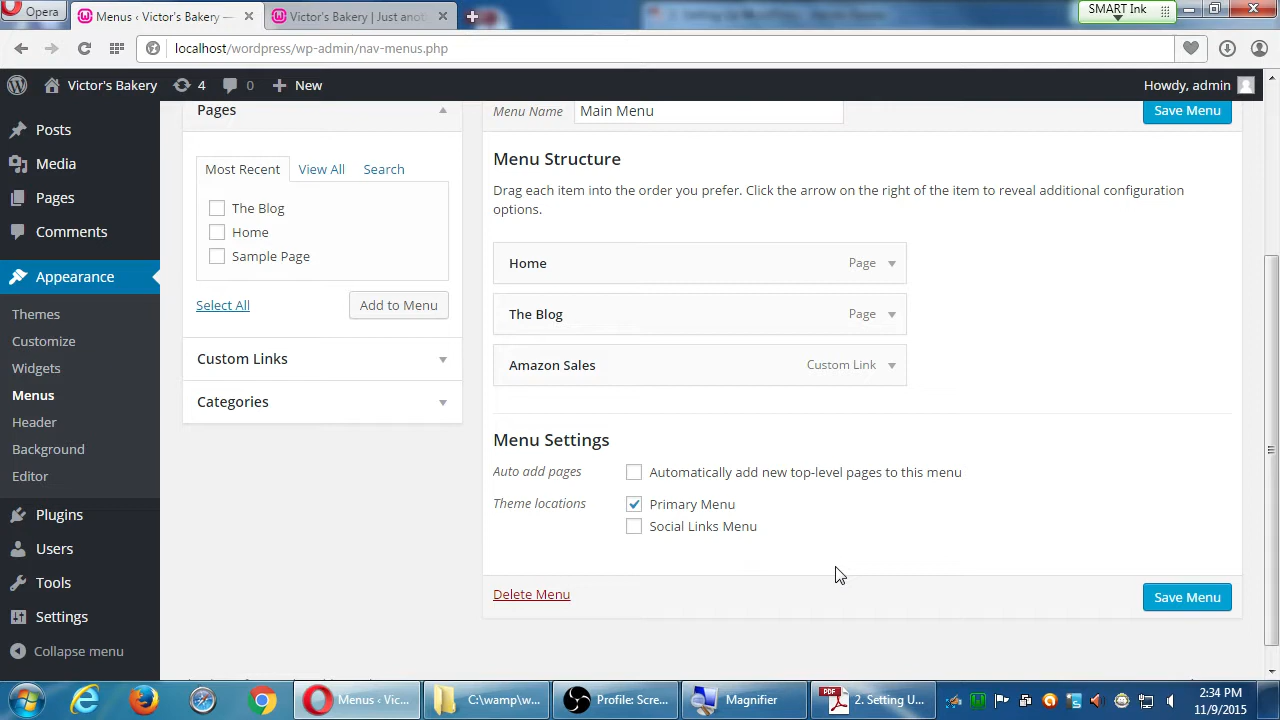 Opera
Menus ‹ Victor's Bakery —
Victor's Bakery | Just anot
SMART Ink
localhost/wordpress/wp-admin/nav-menus.php
Victor's Bakery
4
0
New
Howdy, admin
Posts
Media
Pages
Comments
Appearance
Themes
Customize
Widgets
Menus
Header
Background
Editor
Plugins
Users
Tools
Settings
Collapse menu
Pages
Most Recent
View All
Search
The Blog
Home
Sample Page
Select All
Add to Menu
Custom Links
Categories
Menu Name
Main Menu
Save Menu
Menu Structure
Drag each item into the order you prefer. Click the arrow on the right of the item to reveal additional configuration
options.
Home
Page
The Blog
Page
Amazon Sales
Custom Link
Menu Settings
Auto add pages
Automatically add new top-level pages to this menu
Theme locations
Primary Menu
Social Links Menu
Delete Menu
Save Menu
Menus ‹ Vic...
C:\wamp\w...
Profile: Scre...
Magnifier
PDF
2. Setting U...
2:34 PM
11/9/2015